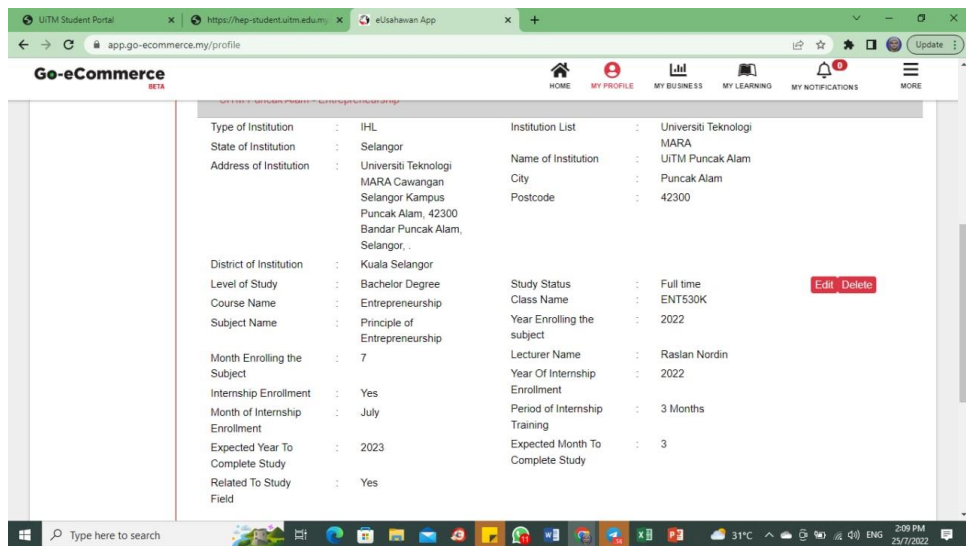 UiTM Student Portal
https://hep-student.uitm.edu.my
eUsahawan App
app.go-ecommerce.my/profile
Update
Go-eCommerce
BETA
HOME
MY PROFILE
MY BUSINESS
MY LEARNING
0
MY NOTIFICATIONS
MORE
UiTM Puncak Alam - Entrepreneurship
Type of Institution : IHL
Institution List : Universiti Teknologi
MARA
State of Institution : Selangor
Name of Institution : UiTM Puncak Alam
Address of Institution : Universiti Teknologi
MARA Cawangan
Selangor Kampus
Puncak Alam, 42300
Bandar Puncak Alam,
Selangor, .
City : Puncak Alam
Postcode : 42300
District of Institution : Kuala Selangor
Level of Study : Bachelor Degree
Study Status : Full time
Edit Delete
Course Name : Entrepreneurship
Class Name : ENT530K
Subject Name : Principle of
Entrepreneurship
Year Enrolling the : 2022
subject
Month Enrolling the : 7
Subject
Lecturer Name : Raslan Nordin
Year Of Internship : 2022
Enrollment
Internship Enrollment : Yes
Month of Internship : July
Enrollment
Period of Internship : 3 Months
Training
Expected Year To : 2023
Complete Study
Expected Month To : 3
Complete Study
Related To Study : Yes
Field
Type here to search
31°C
ENG
2:09 PM
25/7/2022